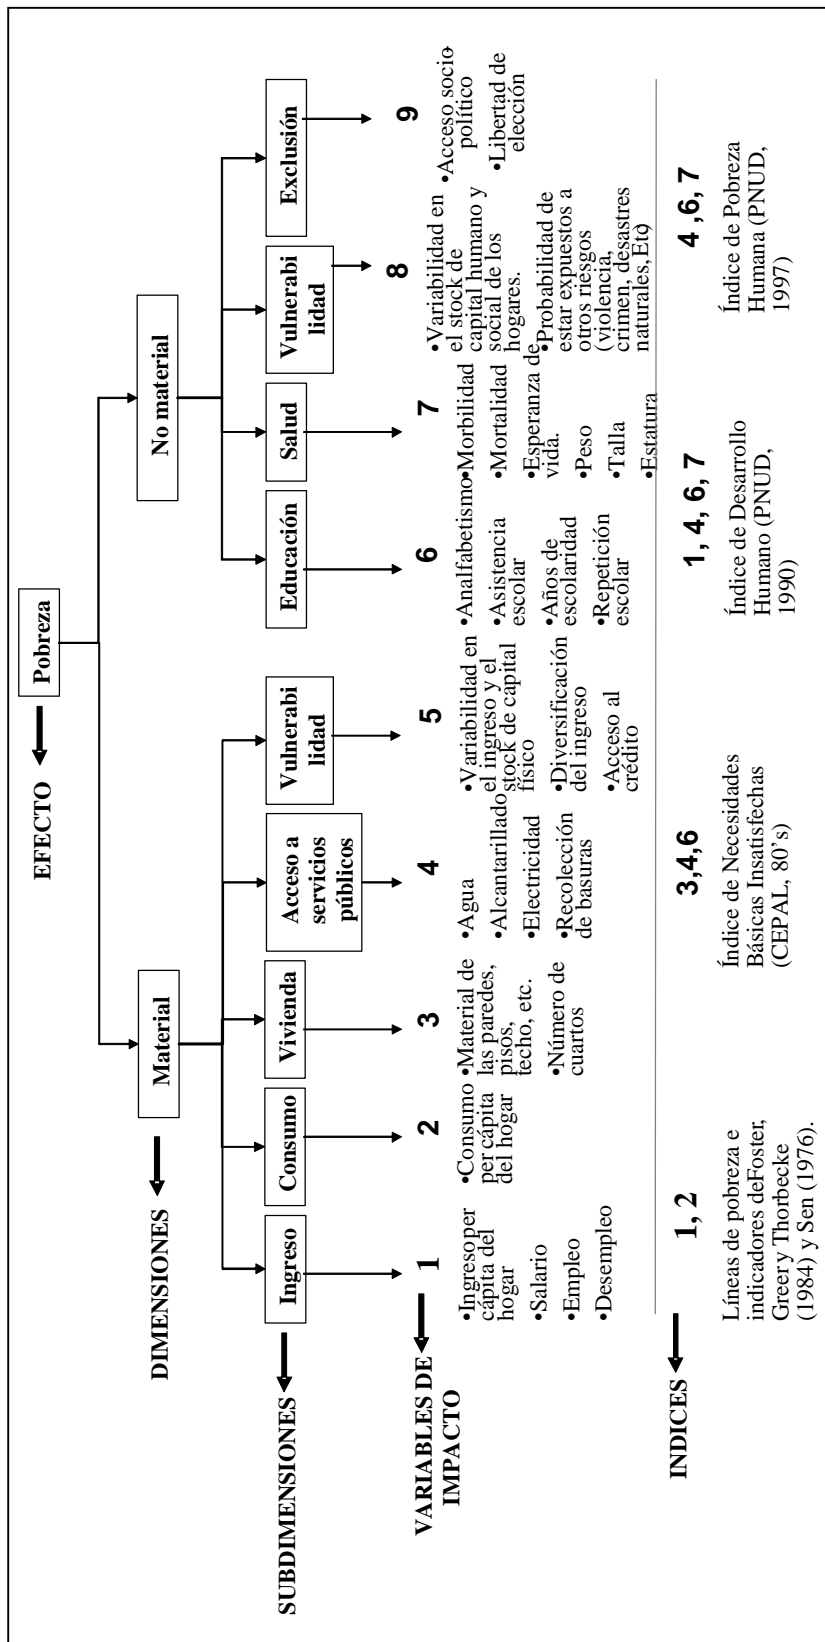 EFECTO
Pobreza
DIMENSIONES
Material
No material
SUBDIMENSIONES
Ingreso
Consumo
Vivienda
Acceso a
servicios
públicos
Vulnerabi
lidad
Educación
Salud
Vulnerabi
lidad
Exclusión
VARIABLES DE
IMPACTO
1
•Ingresoper
cápita del
hogar
•Salario
•Empleo
•Desempleo
2
•Consumo
per cápita
del hogar
3
•Material de
las paredes,
pisos,
techo, etc.
•Número de
cuartos
4
•Agua
•Alcantarillado
•Electricidad
•Recolección
de basuras
5
•Variabilidad en
el ingreso y el
stock de capital
físico
•Diversificación
del ingreso
•Acceso al
crédito
6
•Analfabetismo
•Asistencia
escolar
•Años de
escolaridad
•Repetición
escolar
7
•Morbilidad
•Mortalidad
•Esperanza de
vida.
•Peso
•Talla
•Estatura
8
•Variabilidad en
el stock de
capital humano y
social de los
hogares.
•Probabilidad de
estar expuestos a
otros riesgos
(violencia,
crimen, desastres
naturales,Etc)
9
•Acceso socio-
político
•Libertad de
elección
INDICES
1, 2
Líneas de pobreza e
indicadores deFoster,
Greer y Thorbecke
(1984) y Sen (1976).
3,4,6
Índice de Necesidades
Básicas Insatisfechas
(CEPAL, 80's)
1, 4, 6, 7
Índice de Desarrollo
Humano (PNUD,
1990)
4 ,6, 7
Índice de Pobreza
Humana (PNUD,
1997)